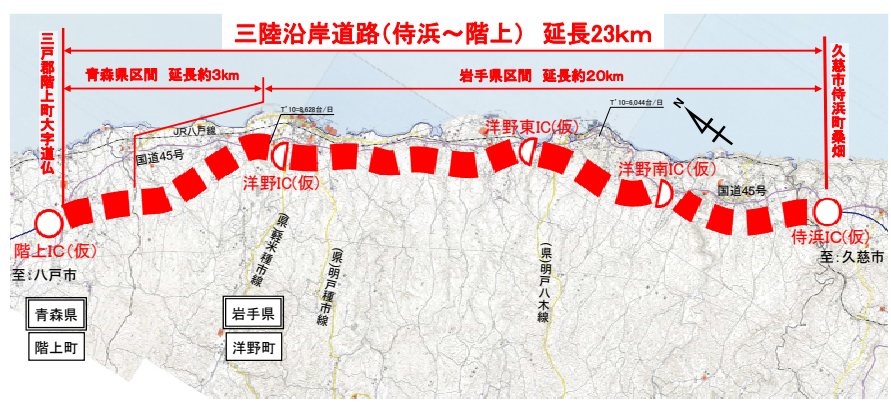 三陸沿岸道路（侍浜～階上）　延長23km
三戸郡階上町大字道仏
青森県区間　延長約3km
岩手県区間　延長約20km
久慈市侍浜町桑畑
T'10=8,628台/日
T'10=6,044台/日
N
JR八戸線
国道45号
洋野東IC(仮)
洋野IC(仮)
洋野南IC(仮)
国道45号
階上IC(仮)
侍浜IC(仮)
至:八戸市
至:久慈市
(県)軽米種市線
(県)明戸種市線
(県)明戸八木線
青森県
階上町
岩手県
洋野町